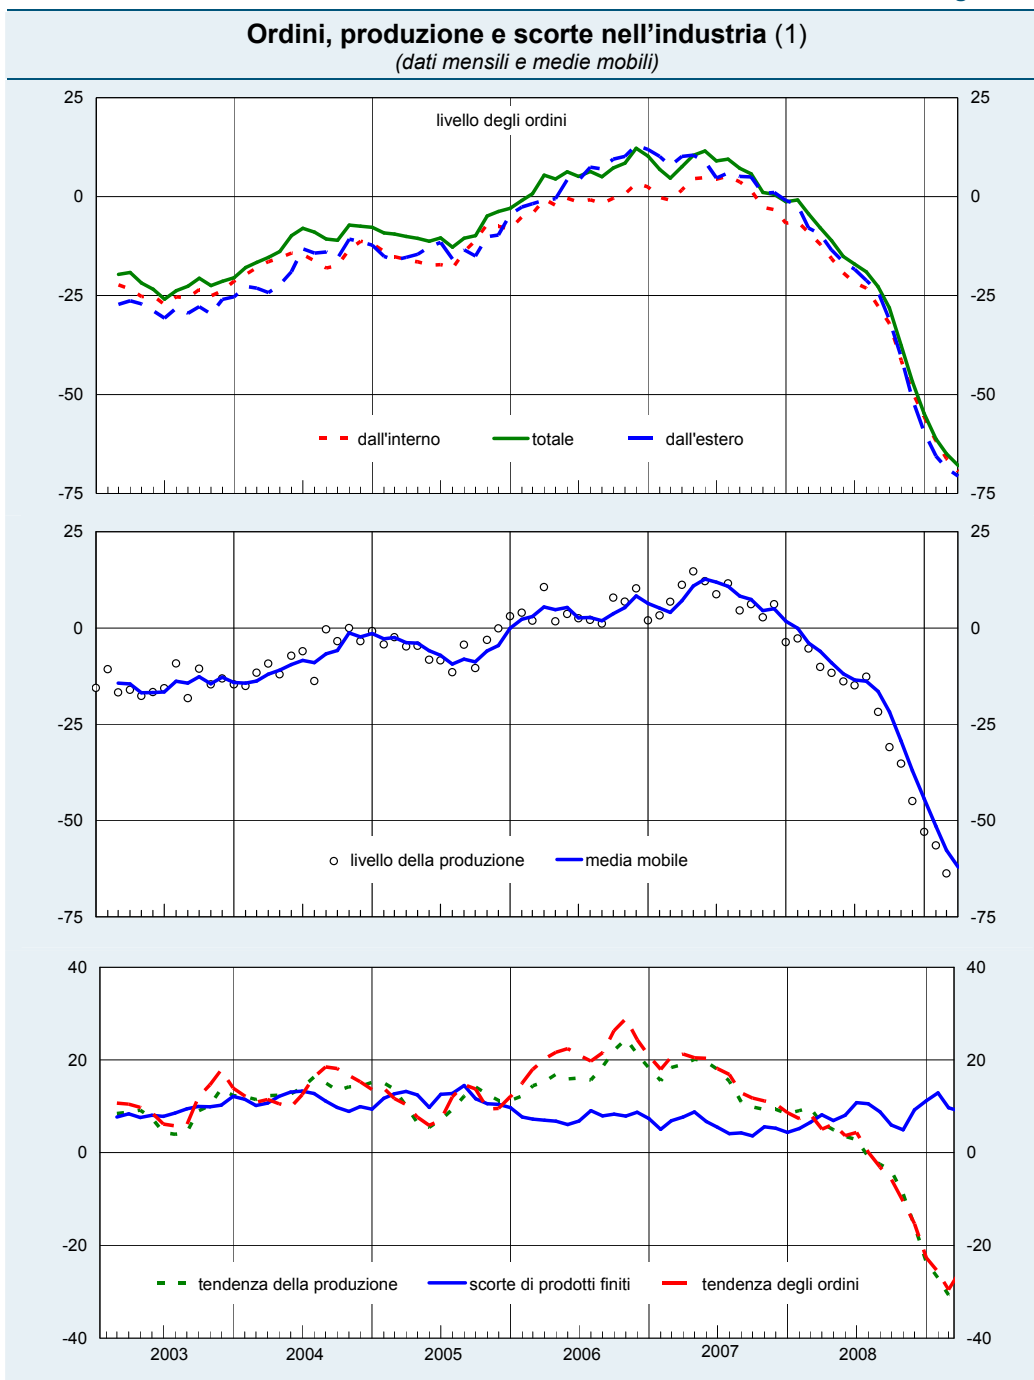 Ordini, produzione e scorte nell'industria (1)
(dati mensili e medie mobili)
25 25
livello degli ordini
0 0
-25 -25
-50 -50
dall'interno totale dall'estero
-75 -75
25 25
0 0
-25 -25
-50 -50
livello della produzione media mobile
-75 -75
40 40
20 20
0 0
-20 -20
tendenza della produzione scorte di prodotti finiti tendenza degli ordini
-40 -40
2003 2004 2005 2006 2007 2008